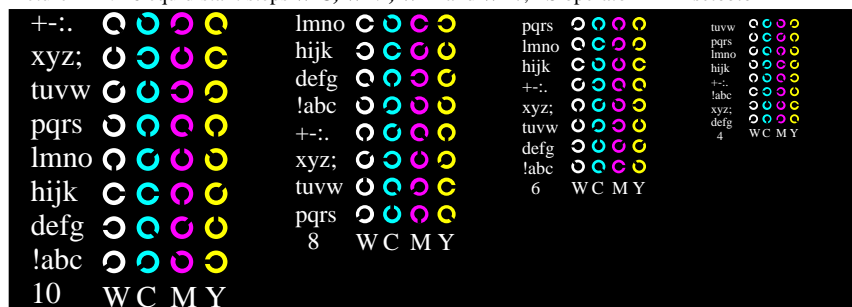 +-:.
xyz;
tuvw
pqrs
lmno
hijk
defg
!abc
10 W C M Y
lmno
hijk
defg
!abc
+-:.
xyz;
tuvw
pqrs
8 W C M Y
pqrs
lmno
hijk
+-:.
xyz;
tuvw
defg
!abc
6 W C M Y
tuvw
pqrs
lmno
hijk
+-:.
!abc
xyz;
defg
4 W C M Y